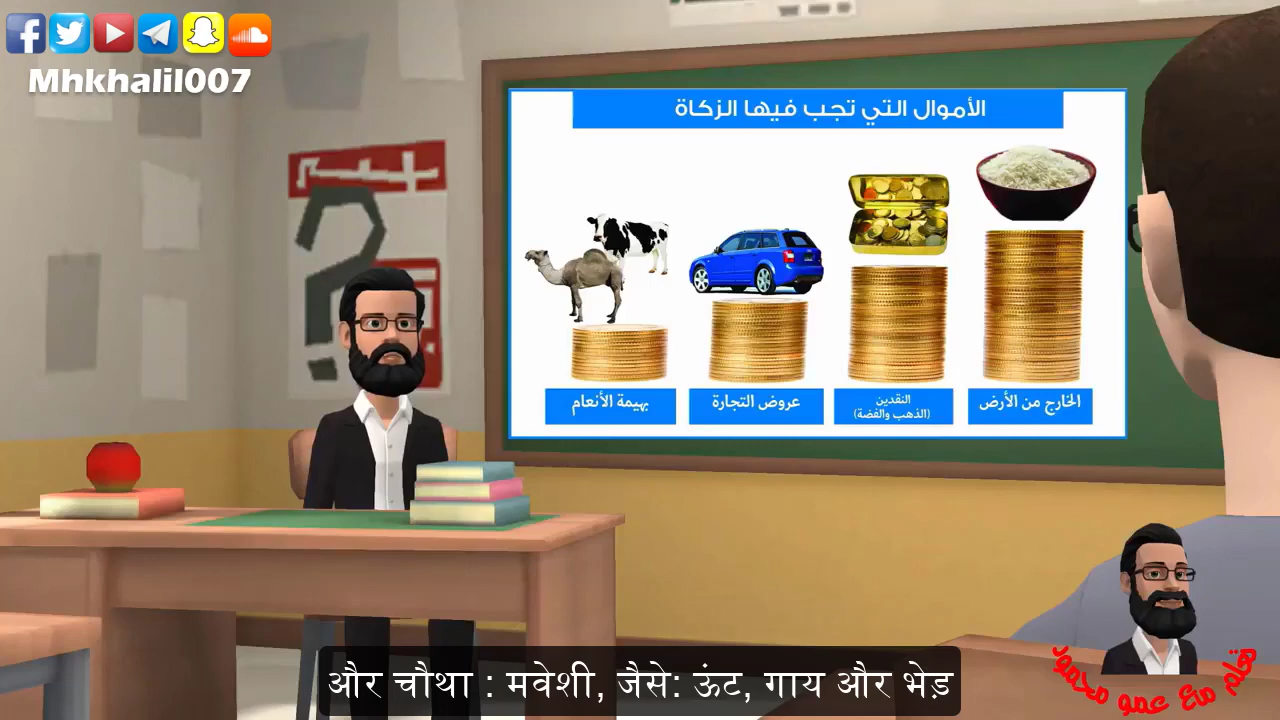 Mhkhalil007
الأموال التي تجب فيها الزكاة
الخارج من الأرض
النقدين
(الذهب والفضة)
عروض التجارة
بهيمة الأنعام
और चौथा : मवेशी, जैसे: ऊंट, गाय और भेड़
تعلم مع عمو محمود